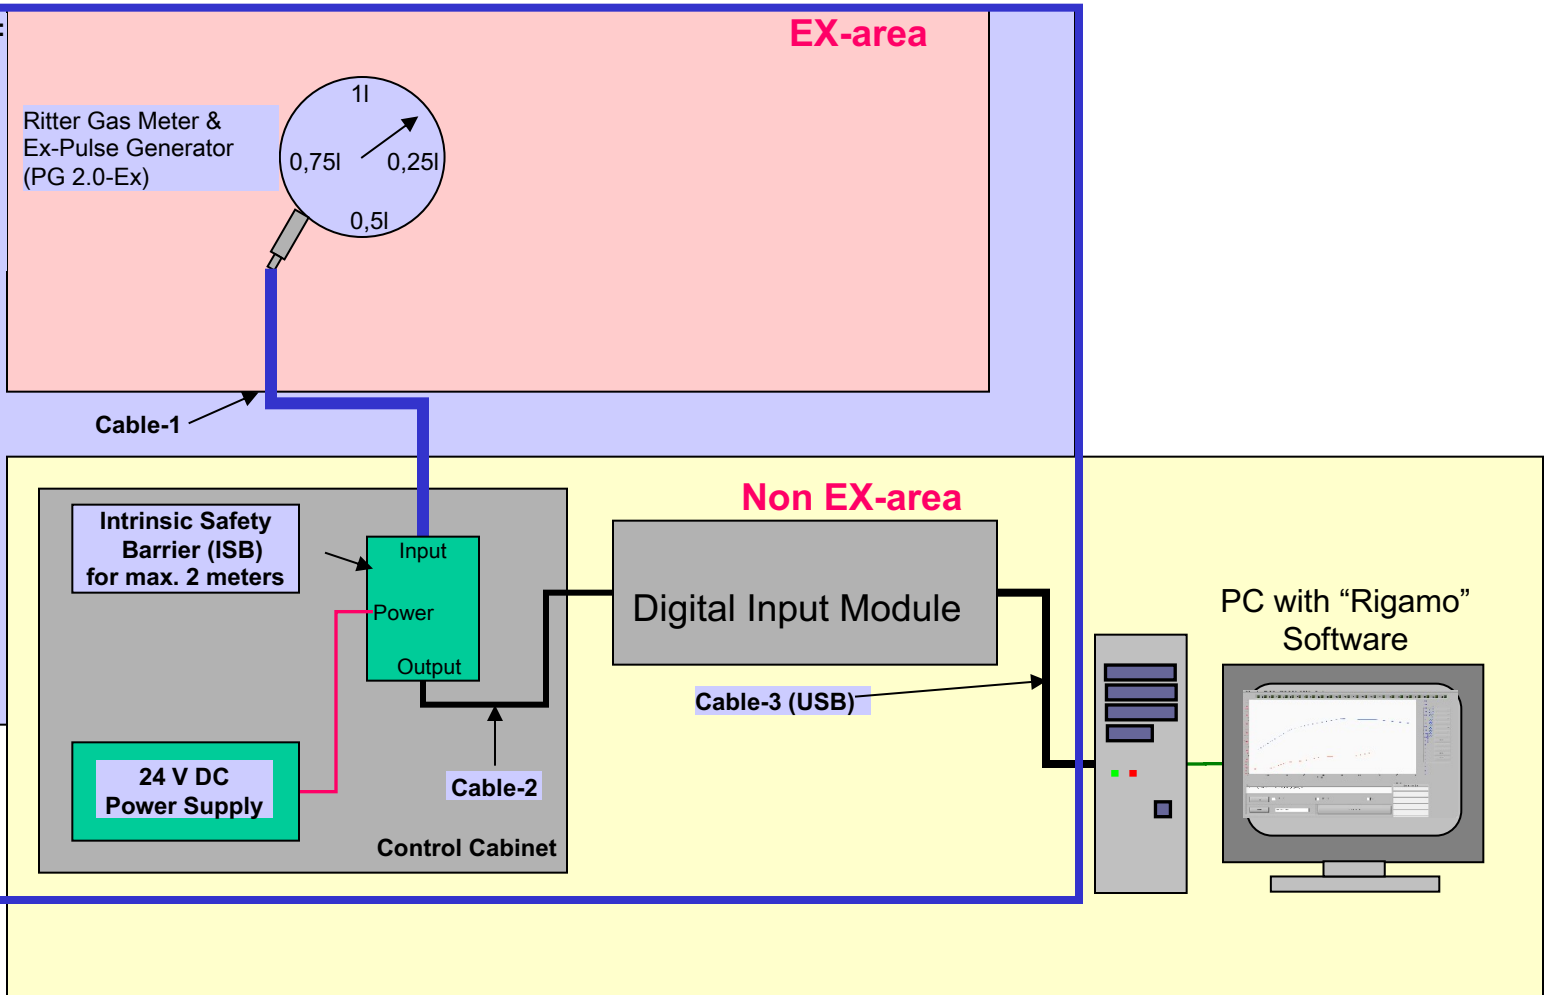 :
EX-area
1l
0,75l
0,25l
0,5l
Ritter Gas Meter &
Ex-Pulse Generator
(PG 2.0-Ex)
Cable-1
Non EX-area
Intrinsic Safety
Barrier (ISB)
for max. 2 meters
Input
Power
Output
Digital Input Module
PC with “Rigamo”
Software
Cable-3 (USB)
24 V DC
Power Supply
Cable-2
Control Cabinet